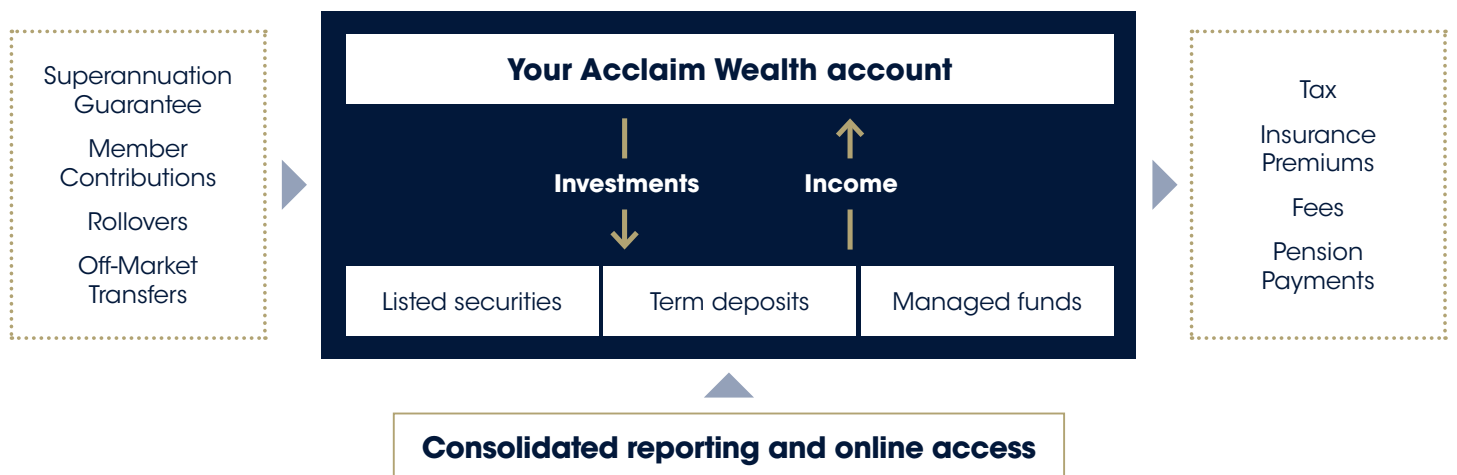 Superannuation
Guarantee
Member
Contributions
Rollovers
Off-Market
Transfers
Your Acclaim Wealth account
Investments
Income
Listed securities
Term deposits
Managed funds
Tax
Insurance
Premiums
Fees
Pension
Payments
Consolidated reporting and online access